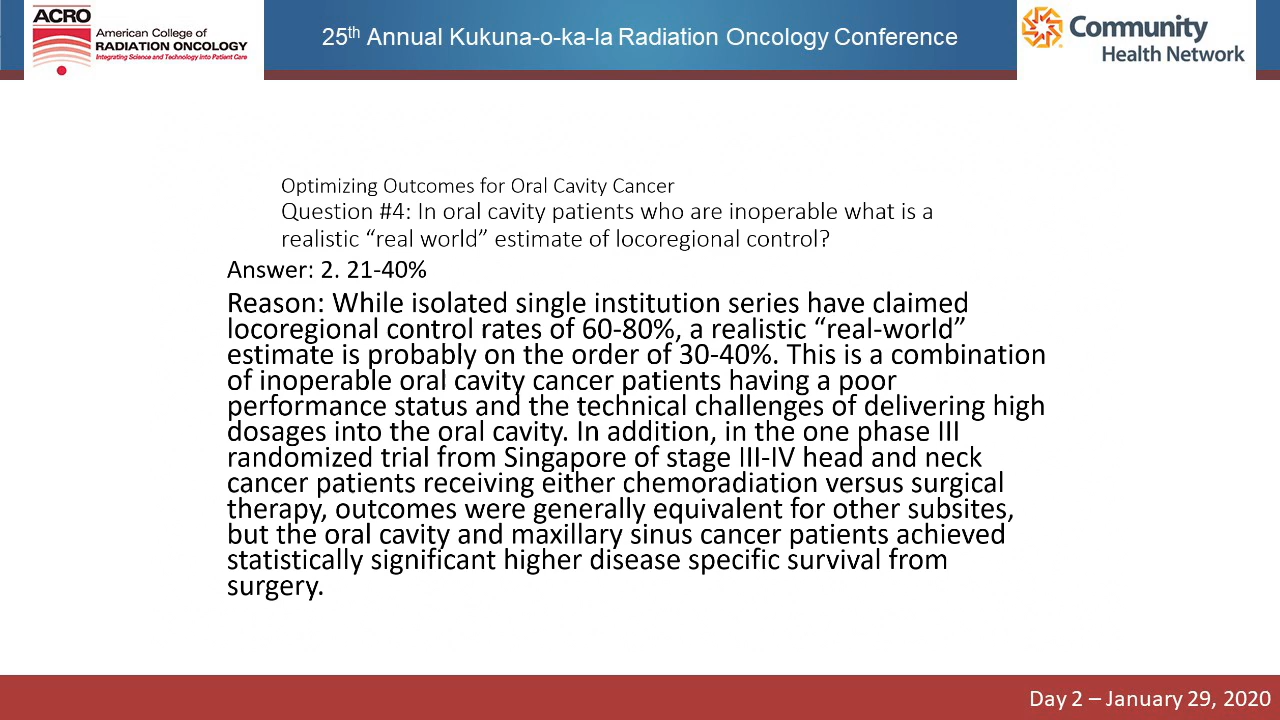 ACRO
American College of
RADIATION ONCOLOGY
Integrating Science and Technology Into Patient Care
25th Annual Kukuna-o-ka-la Radiation Oncology Conference
Community
Health Network
Optimizing Outcomes for Oral Cavity Cancer
Question #4: In oral cavity patients who are inoperable what is a
realistic “real world” estimate of locoregional control?
Answer: 2. 21-40%
Reason: While isolated single institution series have claimed
locoregional control rates of 60-80%, a realistic “real-world”
estimate is probably on the order of 30-40%. This is a combination
of inoperable oral cavity cancer patients having a poor
performance status and the technical challenges of delivering high
dosages into the oral cavity. In addition, in the one phase III
randomized trial from Singapore of stage III-IV head and neck
cancer patients receiving either chemoradiation versus surgical
therapy, outcomes were generally equivalent for other subsites,
but the oral cavity and maxillary sinus cancer patients achieved
statistically significant higher disease specific survival from
surgery.
Day 2 – January 29, 2020